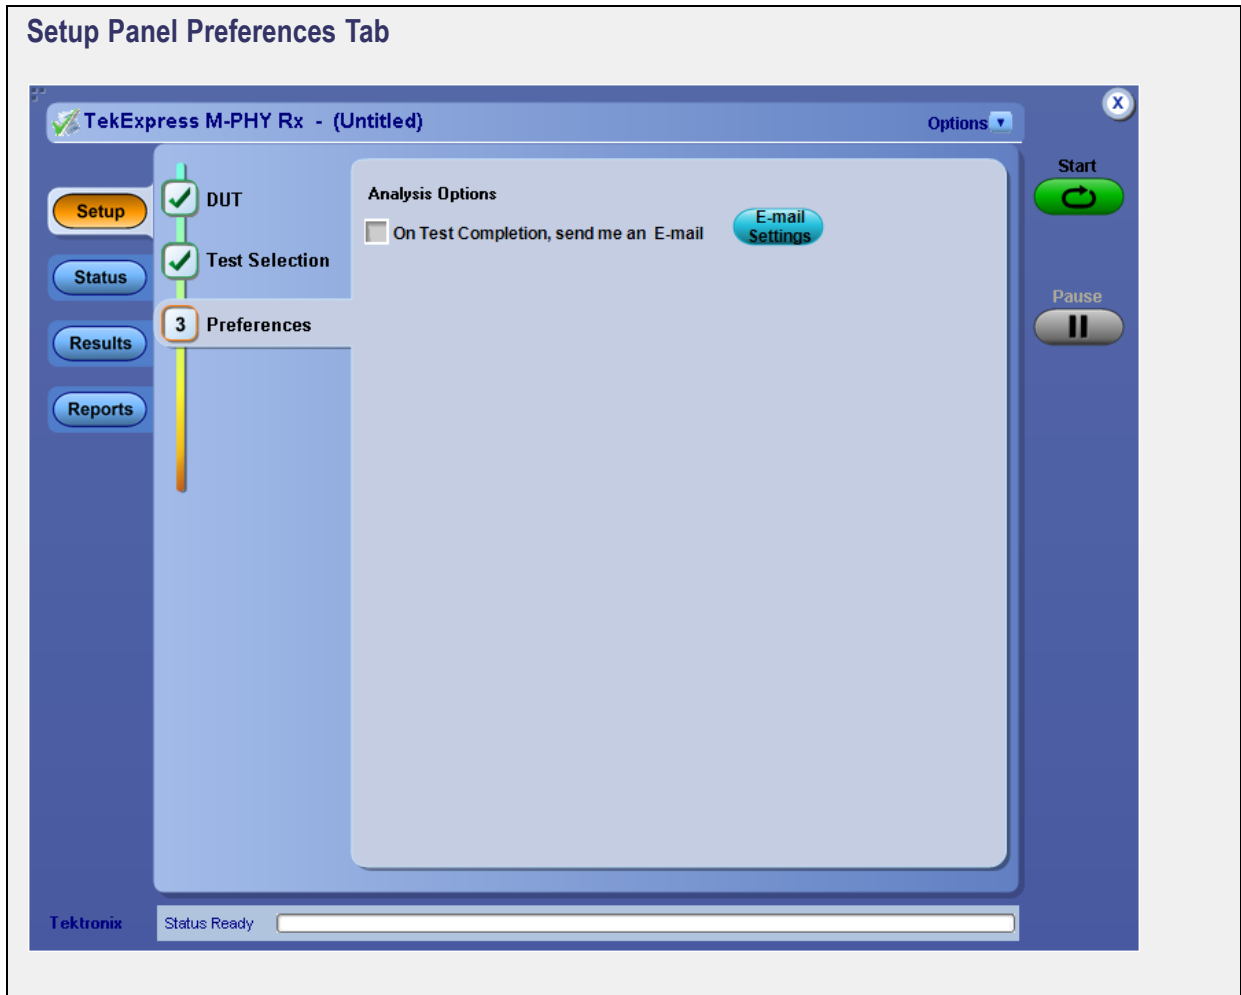 Setup Panel Preferences Tab
TekExpress M-PHY Rx - (Untitled)
Options
X
Start
Setup
DUT
Analysis Options
On Test Completion, send me an E-mail
E-mail
Settings
Test Selection
Status
Pause
3 Preferences
Results
Reports
Tektronix
Status Ready